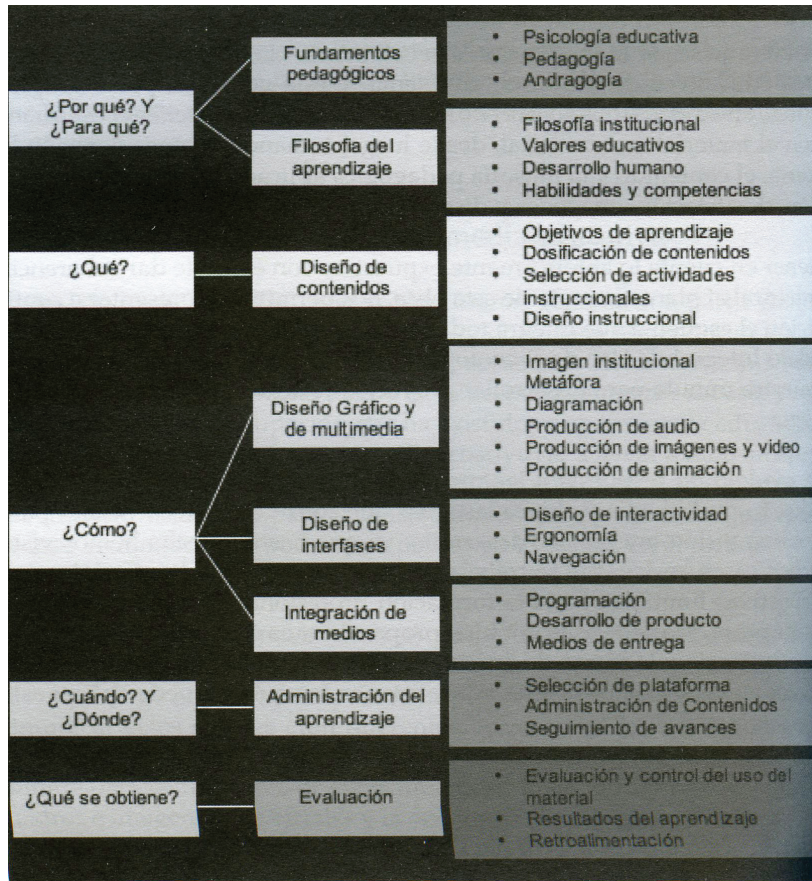 ¿Por qué? Y
¿Para qué?
Fundamentos
pedagógicos
• Psicología educativa
• Pedagogía
• Andragogía
Filosofia del
aprendizaje
• Filosofía institucional
• Valores educativos
• Desarrollo humano
• Habilidades y competencias
¿Qué?
Diseño de
contenidos
• Objetivos de aprendizaje
• Dosificación de contenidos
• Selección de actividades
instruccionales
• Diseño instruccional
¿Cómo?
Diseño Gráfico y
de multimedia
• Imagen institucional
• Metáfora
• Diagramación
• Producción de audio
• Producción de imágenes y video
• Producción de animación
Diseño de
interfases
• Diseño de interactividad
• Ergonomía
• Navegación
Integración de
medios
• Programación
• Desarrollo de producto
• Medios de entrega
¿Cuándo? Y
¿Dónde?
Administración del
aprendizaje
• Selección de plataforma
• Administración de Contenidos
• Seguimiento de avances
¿Qué se obtiene?
Evaluación
• Evaluación y control del uso del
material
• Resultados del aprendizaje
• Retroalimentación